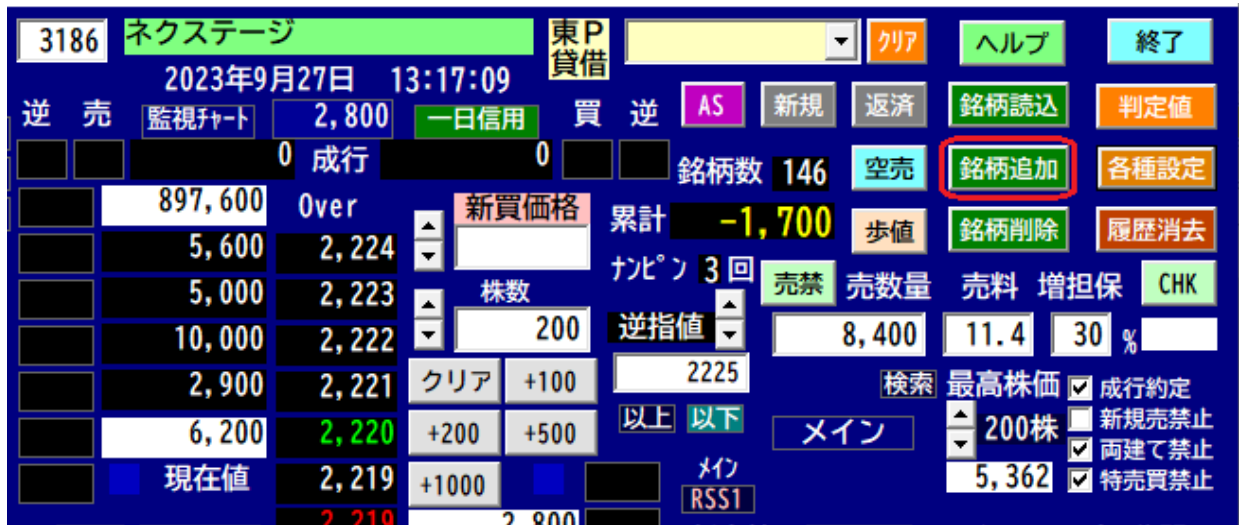 3186 ネクステージ 東P 貸借 クリア ヘルプ 終了
2023年9月27日 13:17:09
逆 売 監視ﾁｬｰﾄ 2,800 一日信用 買 逆 AS 新規 返済 銘柄読込 判定値
0 成行 0 銘柄数 146 空売 銘柄追加 各種設定
897,600 Over 新買価格 累計 -1,700 歩値 銘柄削除 履歴消去
5,600 2,224 ﾅﾝﾋﾟﾝ 3回 売禁 売数量 売料 増担保 CHK
5,000 2,223 株数
10,000 2,222 200 逆指値 8,400 11.4 30 %
2,900 2,221 クリア +100 2225 検索 最高株価 成行約定
6,200 2,220 +200 +500 以上 以下 メイン 200株 新規売禁止
両建て禁止
現在値 2,219 +1000 ﾒｲﾝ 5,362 特売買禁止
RSS1
2,219 2,800